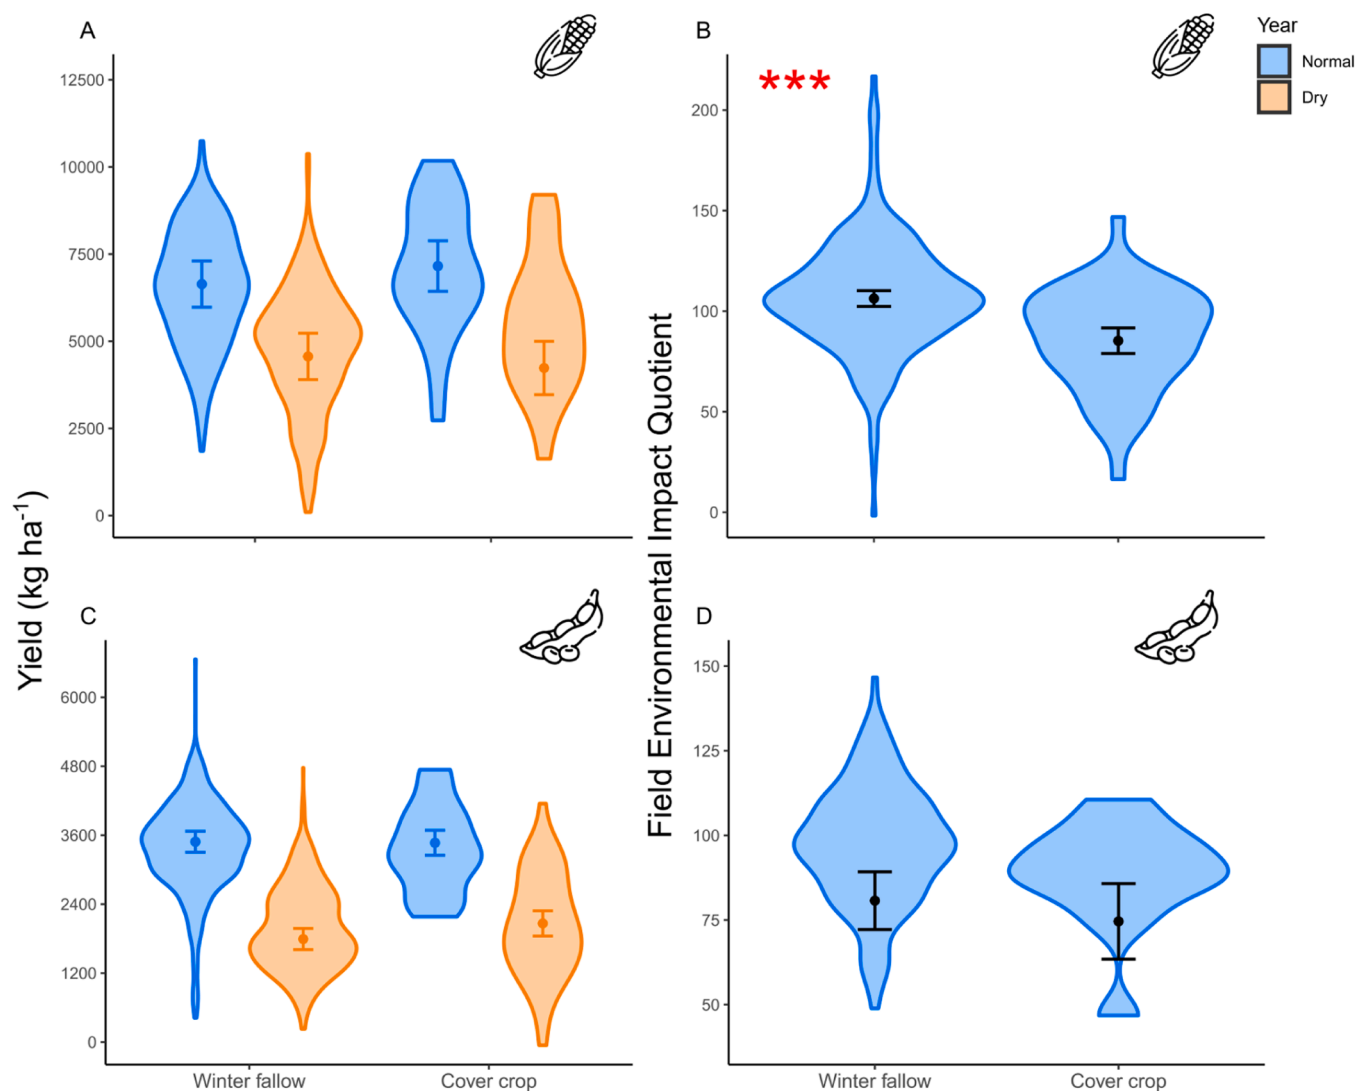 A
B
Year
Normal
Dry
***
12500
10000
7500
5000
2500
0
200
150
100
50
0
Yield (kg ha⁻¹)
Field Environmental Impact Quotient
C
D
6000
4800
3600
2400
1200
0
150
125
100
75
50
Winter fallow
Cover crop
Winter fallow
Cover crop